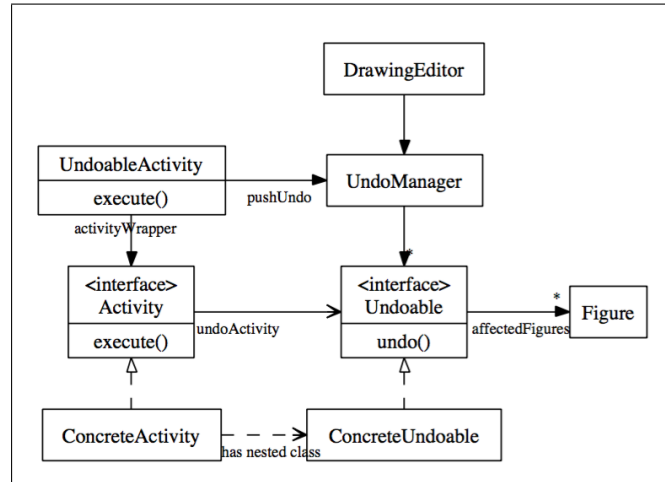 DrawingEditor
UndoableActivity
execute()
pushUndo
UndoManager
activityWrapper
*
<interface>
Activity
execute()
undoActivity
<interface>
Undoable
undo()
*
affectedFigures
Figure
ConcreteActivity
has nested class
ConcreteUndoable